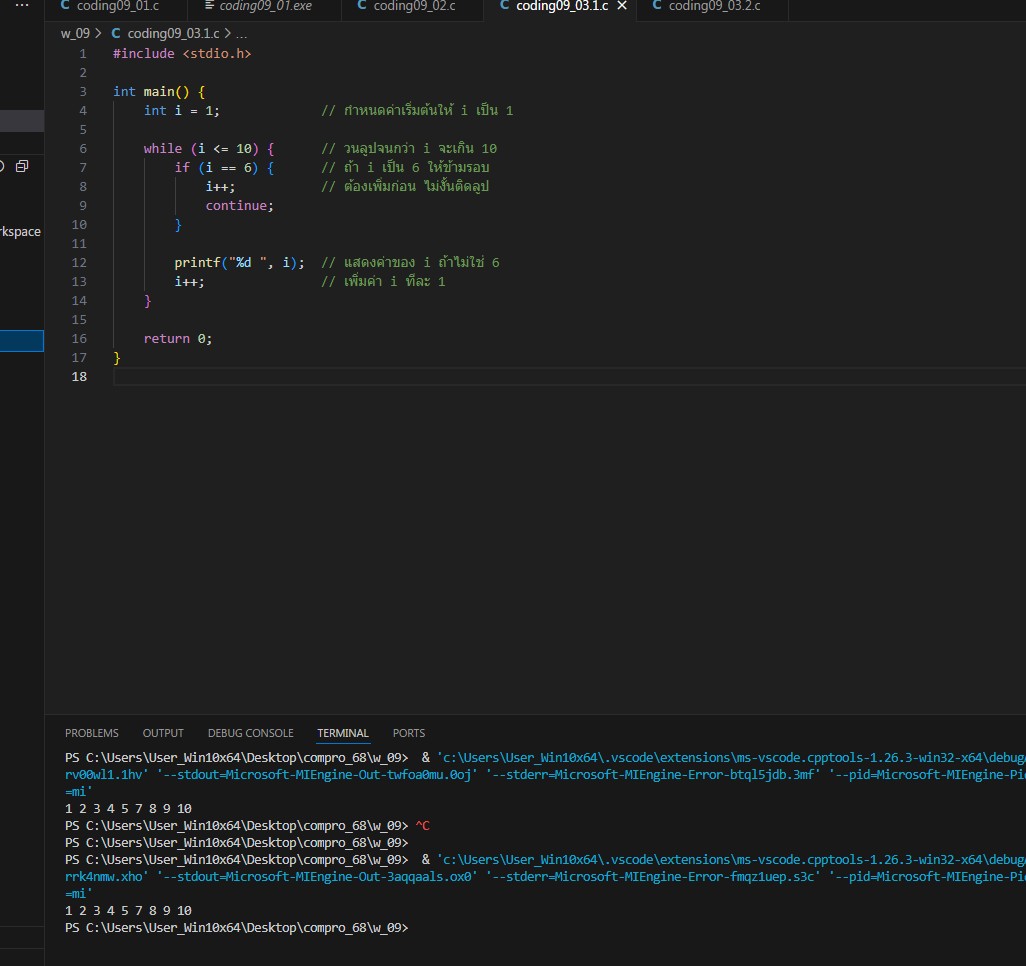 coding09_01.c coding09_01.exe coding09_02.c coding09_03.1.c coding09_03.2.c
w_09 > C coding09_03.1.c > ...
1 #include <stdio.h>
2
3 int main() {
4 int i = 1; // กำหนดค่าเริ่มต้นให้ i เป็น 1
5
6 while (i <= 10) { // วนลูปจนกว่า i จะเกิน 10
7 if (i == 6) { // ถ้า i เป็น 6 ให้ข้ามรอบ
8 i++; // ต้องเพิ่มก่อน ไม่งั้นติดลูป
9 continue;
10 }
11
12 printf("%d ", i); // แสดงค่าของ i ถ้าไม่ใช่ 6
13 i++; // เพิ่มค่า i ทีละ 1
14 }
15
16 return 0;
17 }
18
rkspace
PROBLEMS OUTPUT DEBUG CONSOLE TERMINAL PORTS
PS C:\Users\User_Win10x64\Desktop\compro_68\w_09> & 'c:\Users\User_Win10x64\.vscode\extensions\ms-vscode.cpptools-1.26.3-win32-x64\debug
rv00wl1.1hv' '--stdout=Microsoft-MIEngine-Out-twfoa0mu.0oj' '--stderr=Microsoft-MIEngine-Error-btql5jdb.3mf' '--pid=Microsoft-MIEngine-Pi
=mi'
1 2 3 4 5 7 8 9 10
PS C:\Users\User_Win10x64\Desktop\compro_68\w_09> ^C
PS C:\Users\User_Win10x64\Desktop\compro_68\w_09>
PS C:\Users\User_Win10x64\Desktop\compro_68\w_09> & 'c:\Users\User_Win10x64\.vscode\extensions\ms-vscode.cpptools-1.26.3-win32-x64\debug
rrk4nmw.xho' '--stdout=Microsoft-MIEngine-Out-3aqqaals.ox0' '--stderr=Microsoft-MIEngine-Error-fmqz1uep.s3c' '--pid=Microsoft-MIEngine-Pi
=mi'
1 2 3 4 5 7 8 9 10
PS C:\Users\User_Win10x64\Desktop\compro_68\w_09>